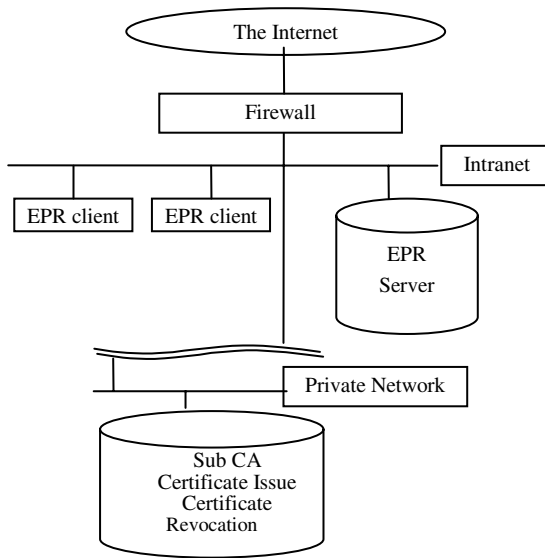 The Internet
Firewall
Intranet
EPR client
EPR client
EPR
Server
Private Network
Sub CA
Certificate Issue
Certificate
Revocation